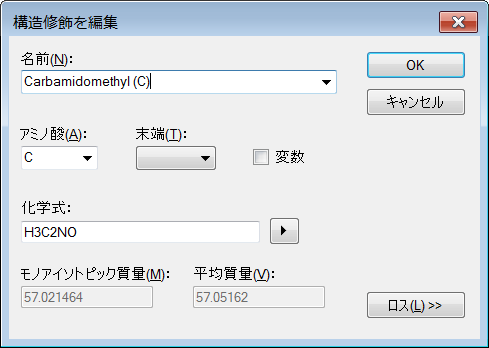 構造修飾を編集
名前(N):
Carbamidomethyl (C)
OK
キャンセル
アミノ酸(A):
末端(T):
C
変数
化学式:
H3C2NO
モノアイソトピック質量(M):
平均質量(V):
57.021464
57.05162
ロス(L) >>